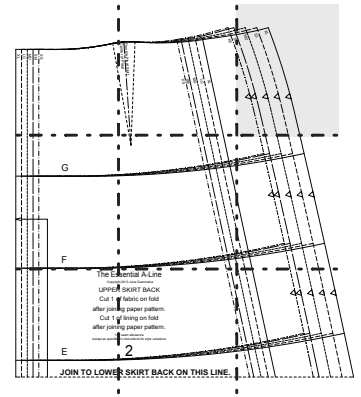 G
F
The Essential A-Line
UPPER SKIRT BACK
Cut 1 of fabric on fold
after joining paper pattern.
Cut 1 of lining on fold
after joining paper pattern.
2
E
JOIN TO LOWER SKIRT BACK ON THIS LINE.